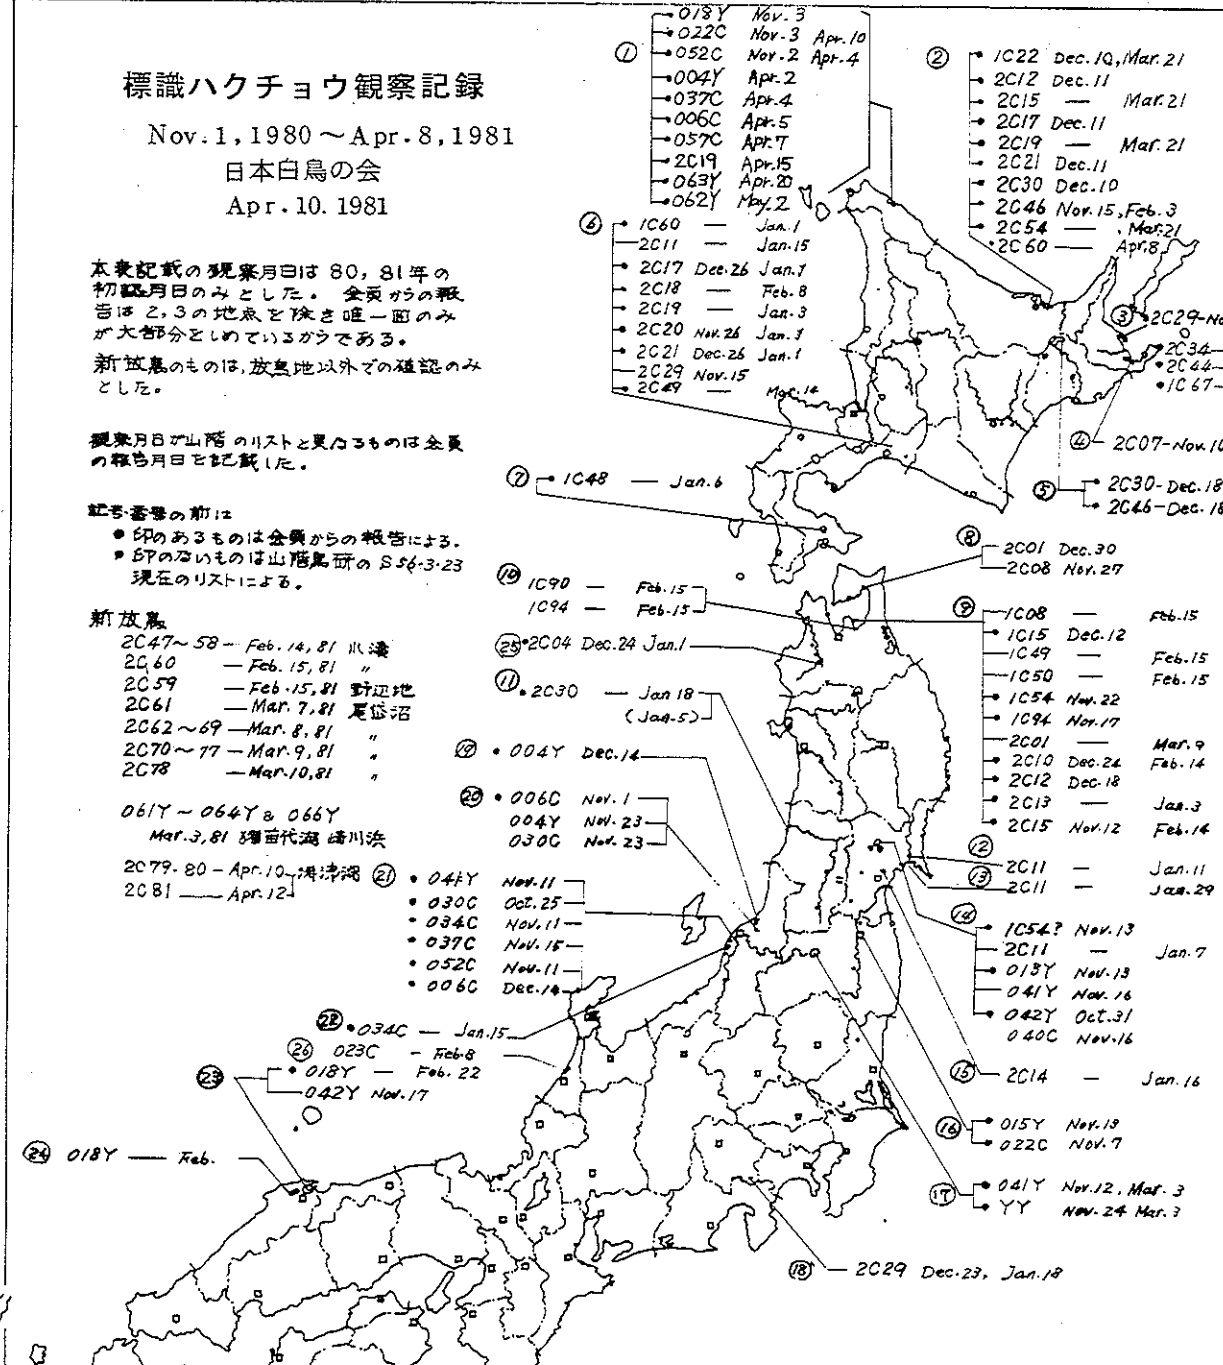 標識ハクチョウ観察記録
Nov. 1, 1980 ～ Apr. 8, 1981
日本白鳥の会
Apr. 10. 1981
本表記載の観察月日は 80, 81年の
初認月日のみとした。 会員からの報
告は 2, 3の地点を除き唯一回のみ
が大部分としめているからである。
新放鳥のものは, 放鳥地以外での確認のみ
とした。
観察月日が山階のリストと異なるものは会員
の報告月日を記載した。
記号番号の前は
● 印のあるものは会員からの報告による。
● 印のないものは山階鳥研の S56・3・23
現在のリストによる。
新放鳥
2C47～58 － Feb. 14, 81 小湊
2C60 － Feb. 15, 81 〃
2C59 － Feb. 15, 81 野辺地
2C61 － Mar. 7, 81 尾岱沼
2C62～69 － Mar. 8, 81 〃
2C70～77 － Mar. 9, 81 〃
2C78 － Mar. 10, 81 〃
061Y ～ 064Y & 066Y
Mar. 3, 81 猪苗代湖 崎川浜
2C79. 80 － Apr. 10 涛沸湖
2C81 － Apr. 12
①
• 018Y Nov. 3
• 022C Nov. 3 Apr. 10
• 052C Nov. 2 Apr. 4
• 004Y Apr. 2
• 037C Apr. 4
• 006C Apr. 5
• 057C Apr. 7
• 2C19 Apr. 15
• 063Y Apr. 20
• 062Y May. 2
②
• 1C22 Dec. 10, Mar. 21
• 2C12 Dec. 11
• 2C15 — Mar. 21
• 2C17 Dec. 11
• 2C19 — Mar. 21
• 2C21 Dec. 11
• 2C30 Dec. 10
• 2C46 Nov. 15, Feb. 3
• 2C54 — , Mar. 21
• 2C60 — Apr. 8
③ 2C29-No
• 2C34-
• 2C44-
• 1C67-
④ 2C07-Nov. 10
⑤
• 2C30-Dec. 18
• 2C46-Dec. 18
⑥
• 1C60 — Jan. 1
2C11 — Jan. 15
• 2C17 Dec. 26 Jan. 1
• 2C18 — Feb. 8
• 2C19 — Jan. 3
• 2C20 Nov. 26 Jan. 1
• 2C21 Dec. 26 Jan. 1
2C29 Nov. 15
• 2C49 — Mar. 14
⑦ • 1C48 — Jan. 6
⑧
2C01 Dec. 30
2C08 Nov. 27
⑨
1C08 — Feb. 15
• 1C15 Dec. 12
1C49 — Feb. 15
1C50 — Feb. 15
• 1C54 Nov. 22
• 1C94 Nov. 17
2C01 — Mar. 9
• 2C10 Dec. 24 Feb. 14
• 2C12 Dec. 18
• 2C13 — Jan. 3
• 2C15 Nov. 12 Feb. 14
⑩
1C90 — Feb. 15
1C94 — Feb. 15
㉕ • 2C04 Dec. 24 Jan. 1
⑪ • 2C30 — Jan 18
(Jan. 5)
⑫ 2C11 — Jan. 11
⑬ 2C11 — Jan. 29
⑭
• 1C54? Nov. 13
2C11 — Jan. 7
• 013Y Nov. 13
041Y Nov. 16
• 042Y Oct. 31
040C Nov. 16
⑮ 2C14 — Jan. 16
⑯
• 015Y Nov. 13
• 022C Nov. 7
⑰
• 041Y Nov. 12, Mar. 3
• YY Nov. 24 Mar. 3
⑱ 2C29 Dec. 23, Jan. 18
⑲ • 004Y Dec. 14
⑳
• 006C Nov. 1
004Y Nov. 23
030C Nov. 23
㉑
• 041Y Nov. 11
• 030C Oct. 25
• 034C Nov. 11
• 037C Nov. 15
• 052C Nov. 11
• 006C Dec. 14
㉒ • 034C — Jan. 15
㉖ 023C - Feb. 8
㉓
• 018Y — Feb. 22
042Y Nov. 17
㉔ 018Y — Feb.